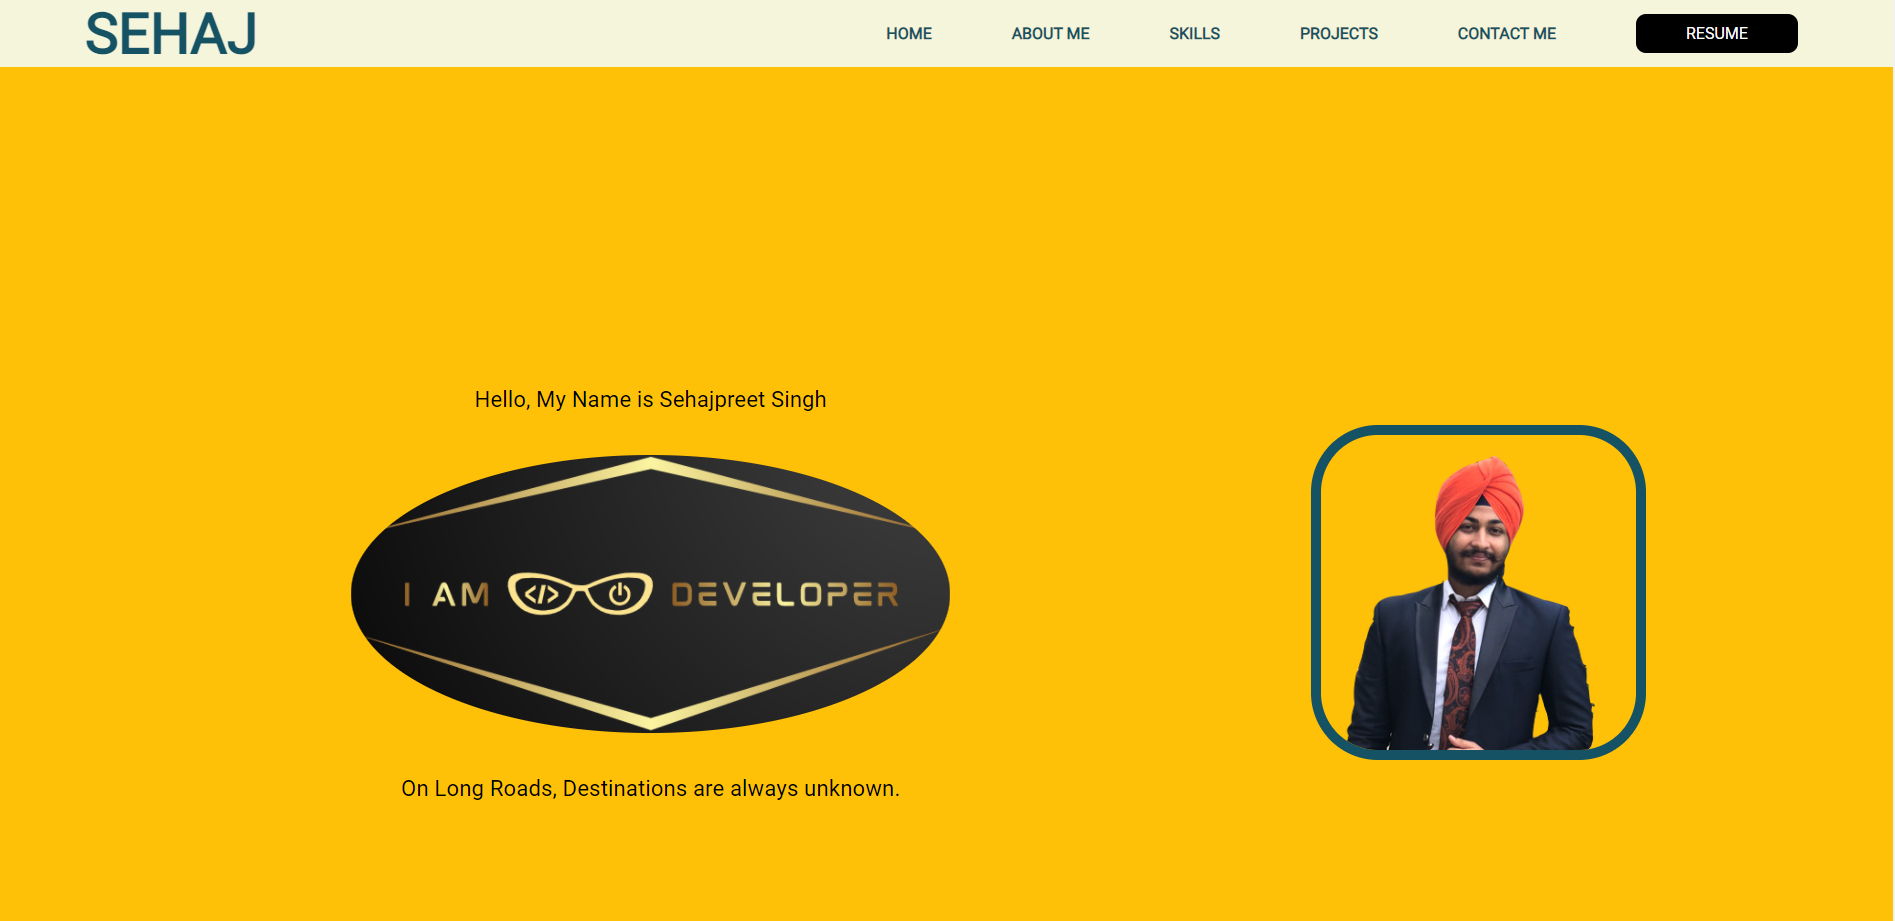 SEHAJ
HOME ABOUT ME SKILLS PROJECTS CONTACT ME RESUME
Hello, My Name is Sehajpreet Singh
I AM </> DEVELOPER
On Long Roads, Destinations are always unknown.